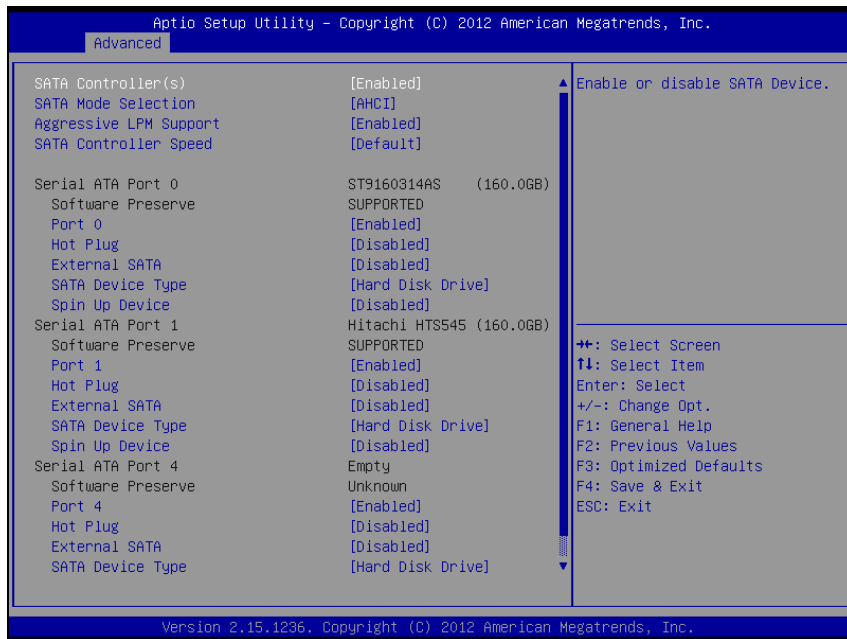 Aptio Setup Utility – Copyright (C) 2012 American Megatrends, Inc.
Advanced
SATA Controller(s) [Enabled]
SATA Mode Selection [AHCI]
Aggressive LPM Support [Enabled]
SATA Controller Speed [Default]
Serial ATA Port 0 ST9160314AS (160.0GB)
Software Preserve SUPPORTED
Port 0 [Enabled]
Hot Plug [Disabled]
External SATA [Disabled]
SATA Device Type [Hard Disk Drive]
Spin Up Device [Disabled]
Serial ATA Port 1 Hitachi HTS545 (160.0GB)
Software Preserve SUPPORTED
Port 1 [Enabled]
Hot Plug [Disabled]
External SATA [Disabled]
SATA Device Type [Hard Disk Drive]
Spin Up Device [Disabled]
Serial ATA Port 4 Empty
Software Preserve Unknown
Port 4 [Enabled]
Hot Plug [Disabled]
External SATA [Disabled]
SATA Device Type [Hard Disk Drive]
Enable or disable SATA Device.
→←: Select Screen
↑↓: Select Item
Enter: Select
+/-: Change Opt.
F1: General Help
F2: Previous Values
F3: Optimized Defaults
F4: Save & Exit
ESC: Exit
Version 2.15.1236. Copyright (C) 2012 American Megatrends, Inc.